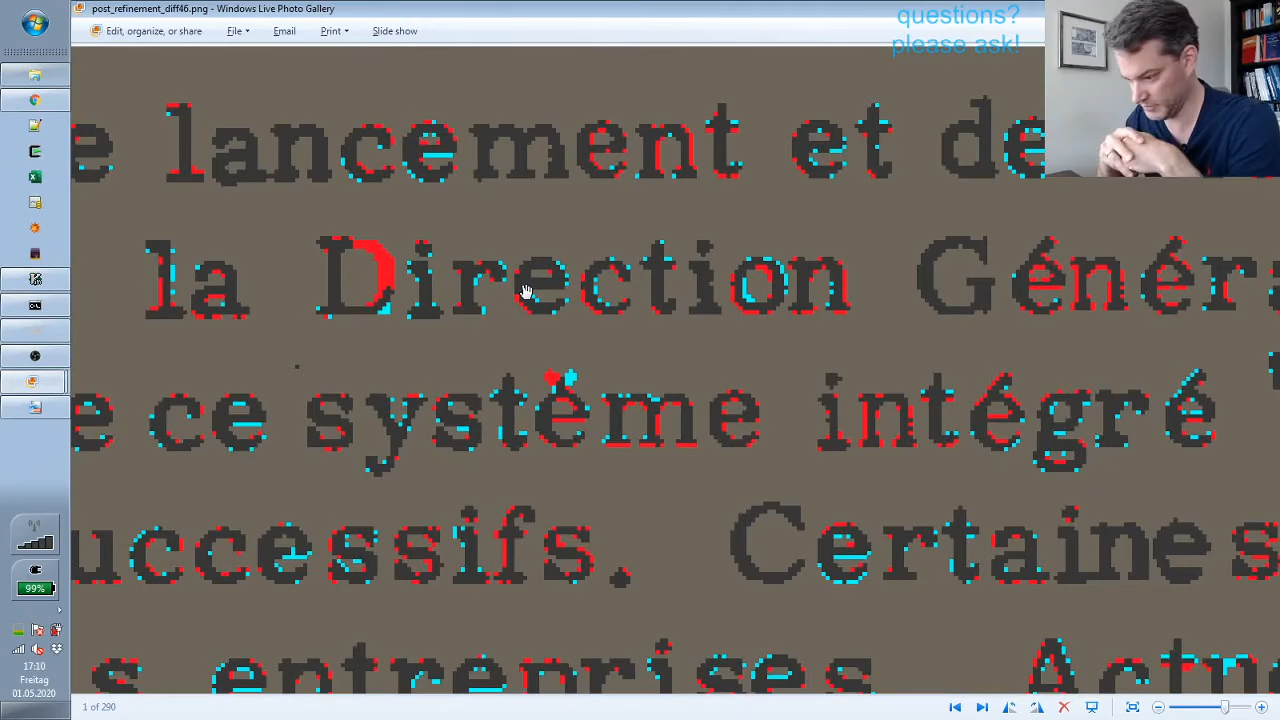 post_refinement_diff46.png - Windows Live Photo Gallery
Edit, organize, or share File Email Print Slide show
questions?
please ask!
e lancement et de
la Direction Génér
e ce système intégré é
uccessifs. Certaines
s entreprises Actn
99%
17:10
Freitag
01.05.2020
1 of 290